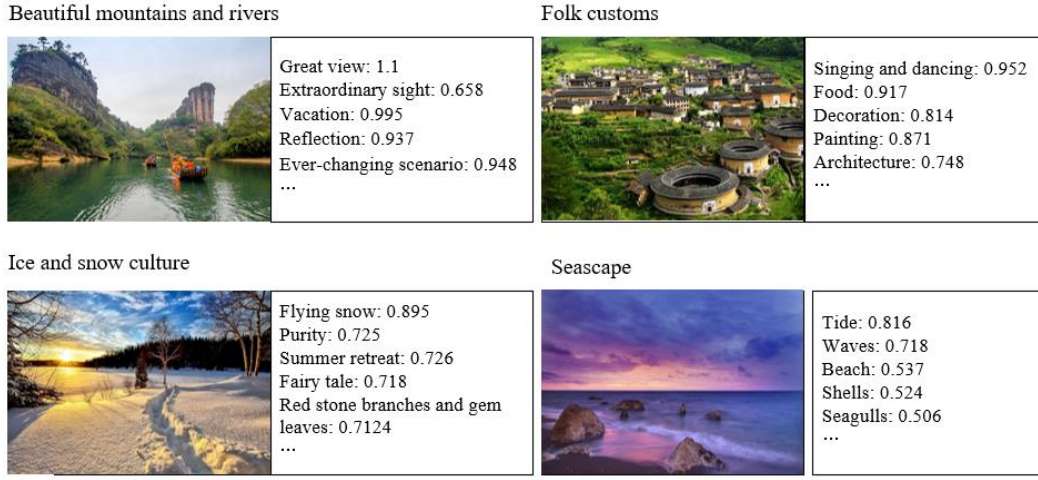 Beautiful mountains and rivers
Great view: 1.1
Extraordinary sight: 0.658
Vacation: 0.995
Reflection: 0.937
Ever-changing scenario: 0.948
...
Folk customs
Singing and dancing: 0.952
Food: 0.917
Decoration: 0.814
Painting: 0.871
Architecture: 0.748
...
Ice and snow culture
Flying snow: 0.895
Purity: 0.725
Summer retreat: 0.726
Fairy tale: 0.718
Red stone branches and gem
leaves: 0.7124
...
Seascape
Tide: 0.816
Waves: 0.718
Beach: 0.537
Shells: 0.524
Seagulls: 0.506
...